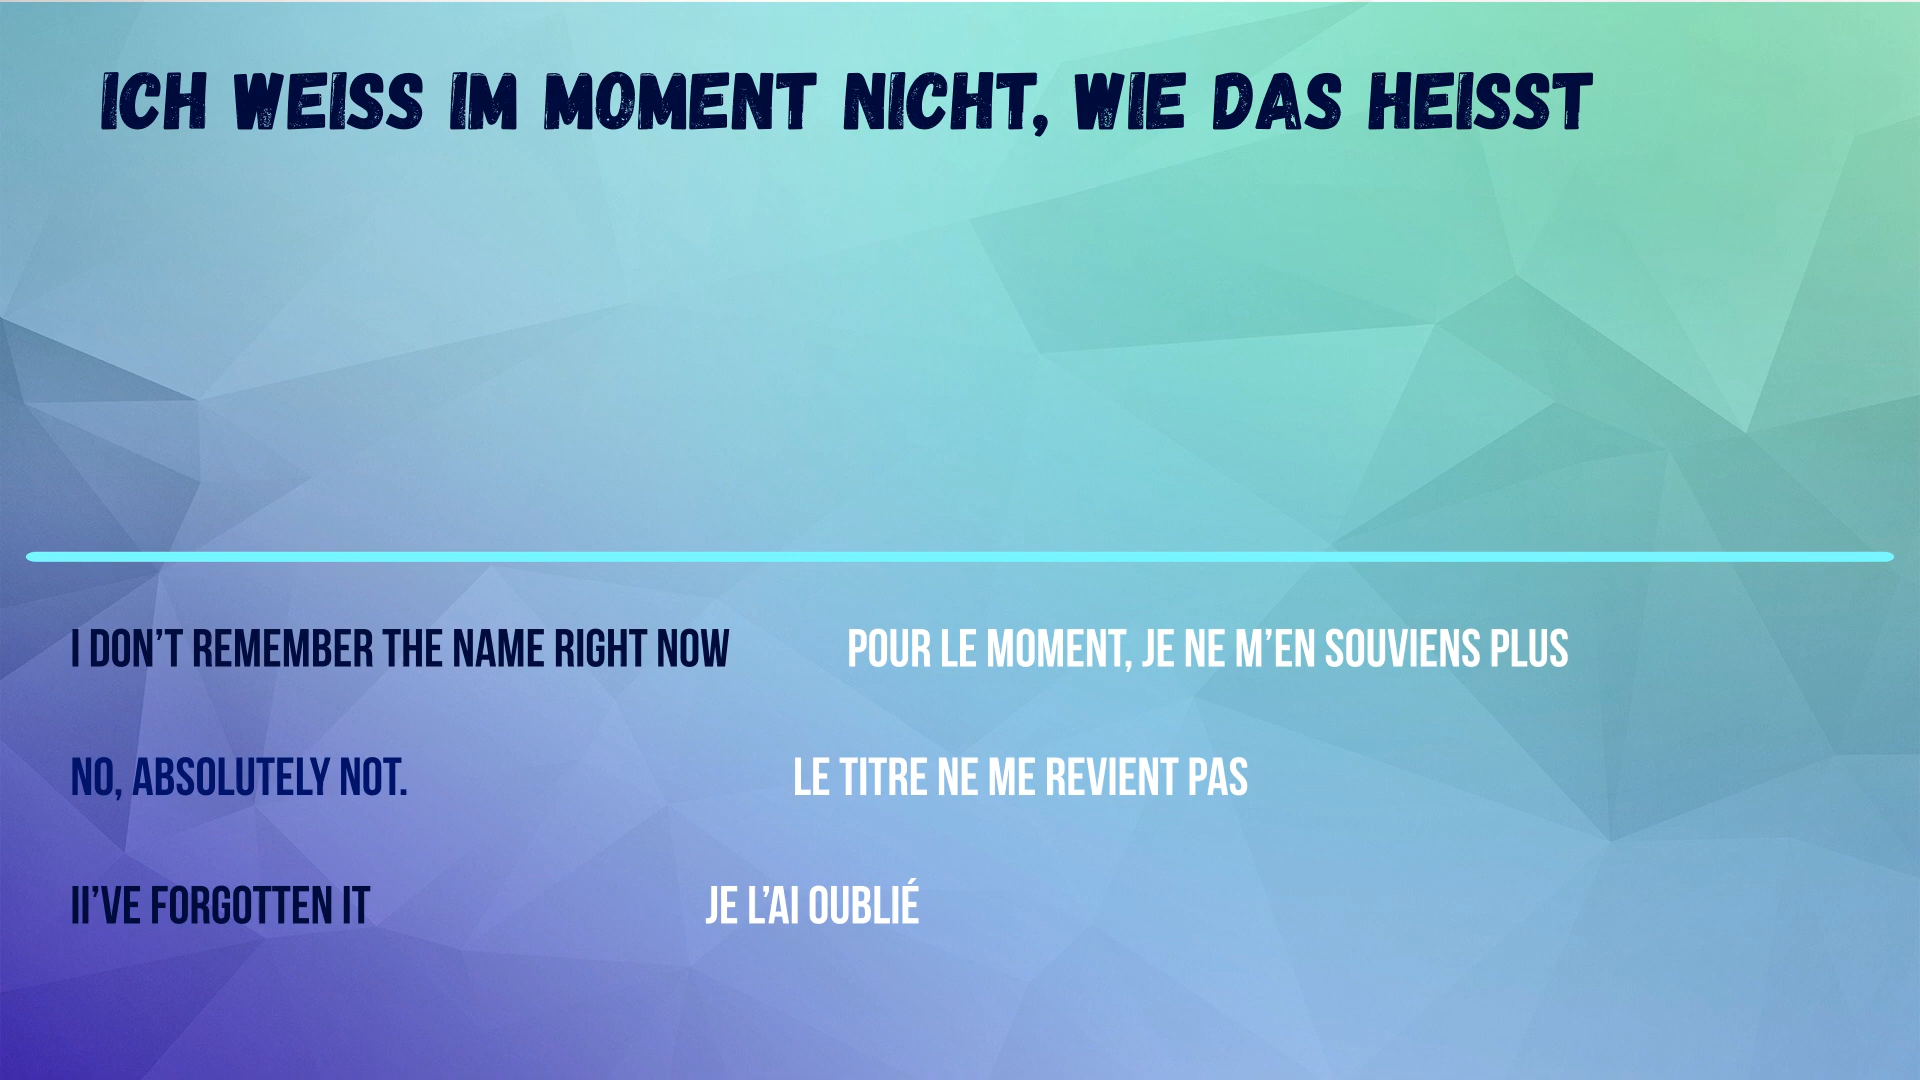 ICH WEISS IM MOMENT NICHT, WIE DAS HEISST
I DON'T REMEMBER THE NAME RIGHT NOW POUR LE MOMENT, JE NE M'EN SOUVIENS PLUS
NO, ABSOLUTELY NOT. LE TITRE NE ME REVIENT PAS
II'VE FORGOTTEN IT JE L'AI OUBLIÉ